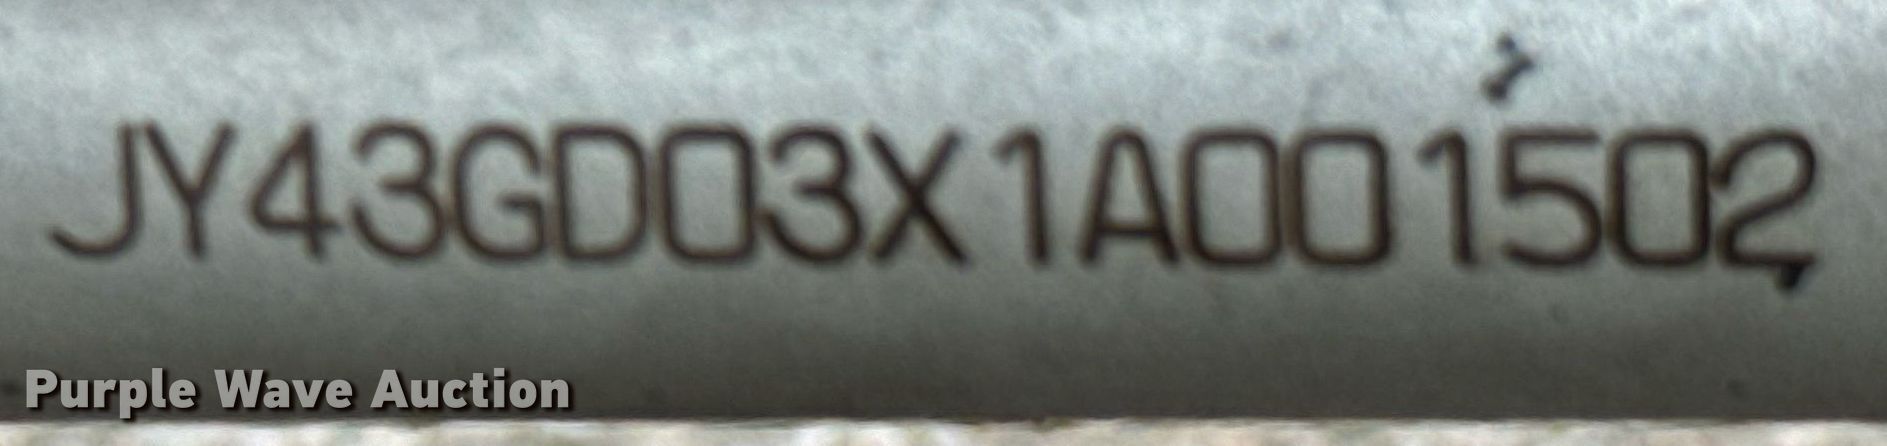 JY43GD03X1A001502
Purple Wave Auction